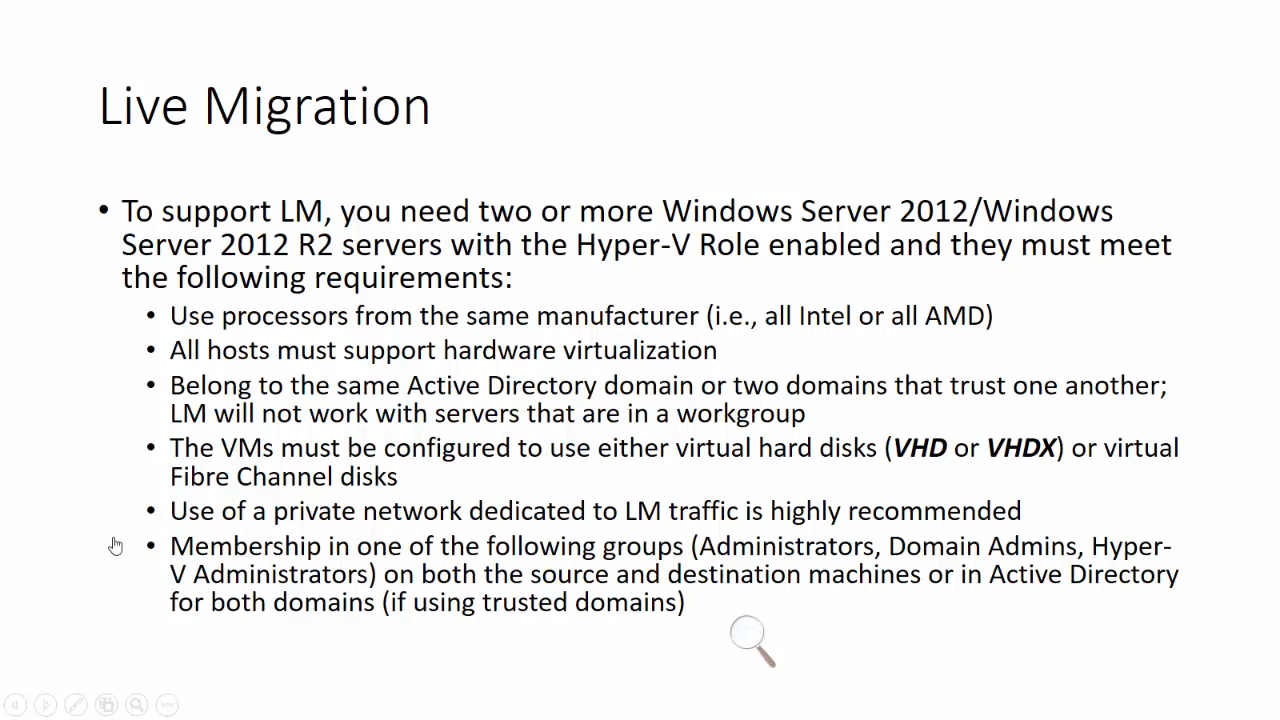 Live Migration
• To support LM, you need two or more Windows Server 2012/Windows
Server 2012 R2 servers with the Hyper-V Role enabled and they must meet
the following requirements:
• Use processors from the same manufacturer (i.e., all Intel or all AMD)
• All hosts must support hardware virtualization
• Belong to the same Active Directory domain or two domains that trust one another;
LM will not work with servers that are in a workgroup
• The VMs must be configured to use either virtual hard disks (VHD or VHDX) or virtual
Fibre Channel disks
• Use of a private network dedicated to LM traffic is highly recommended
• Membership in one of the following groups (Administrators, Domain Admins, Hyper-
V Administrators) on both the source and destination machines or in Active Directory
for both domains (if using trusted domains)